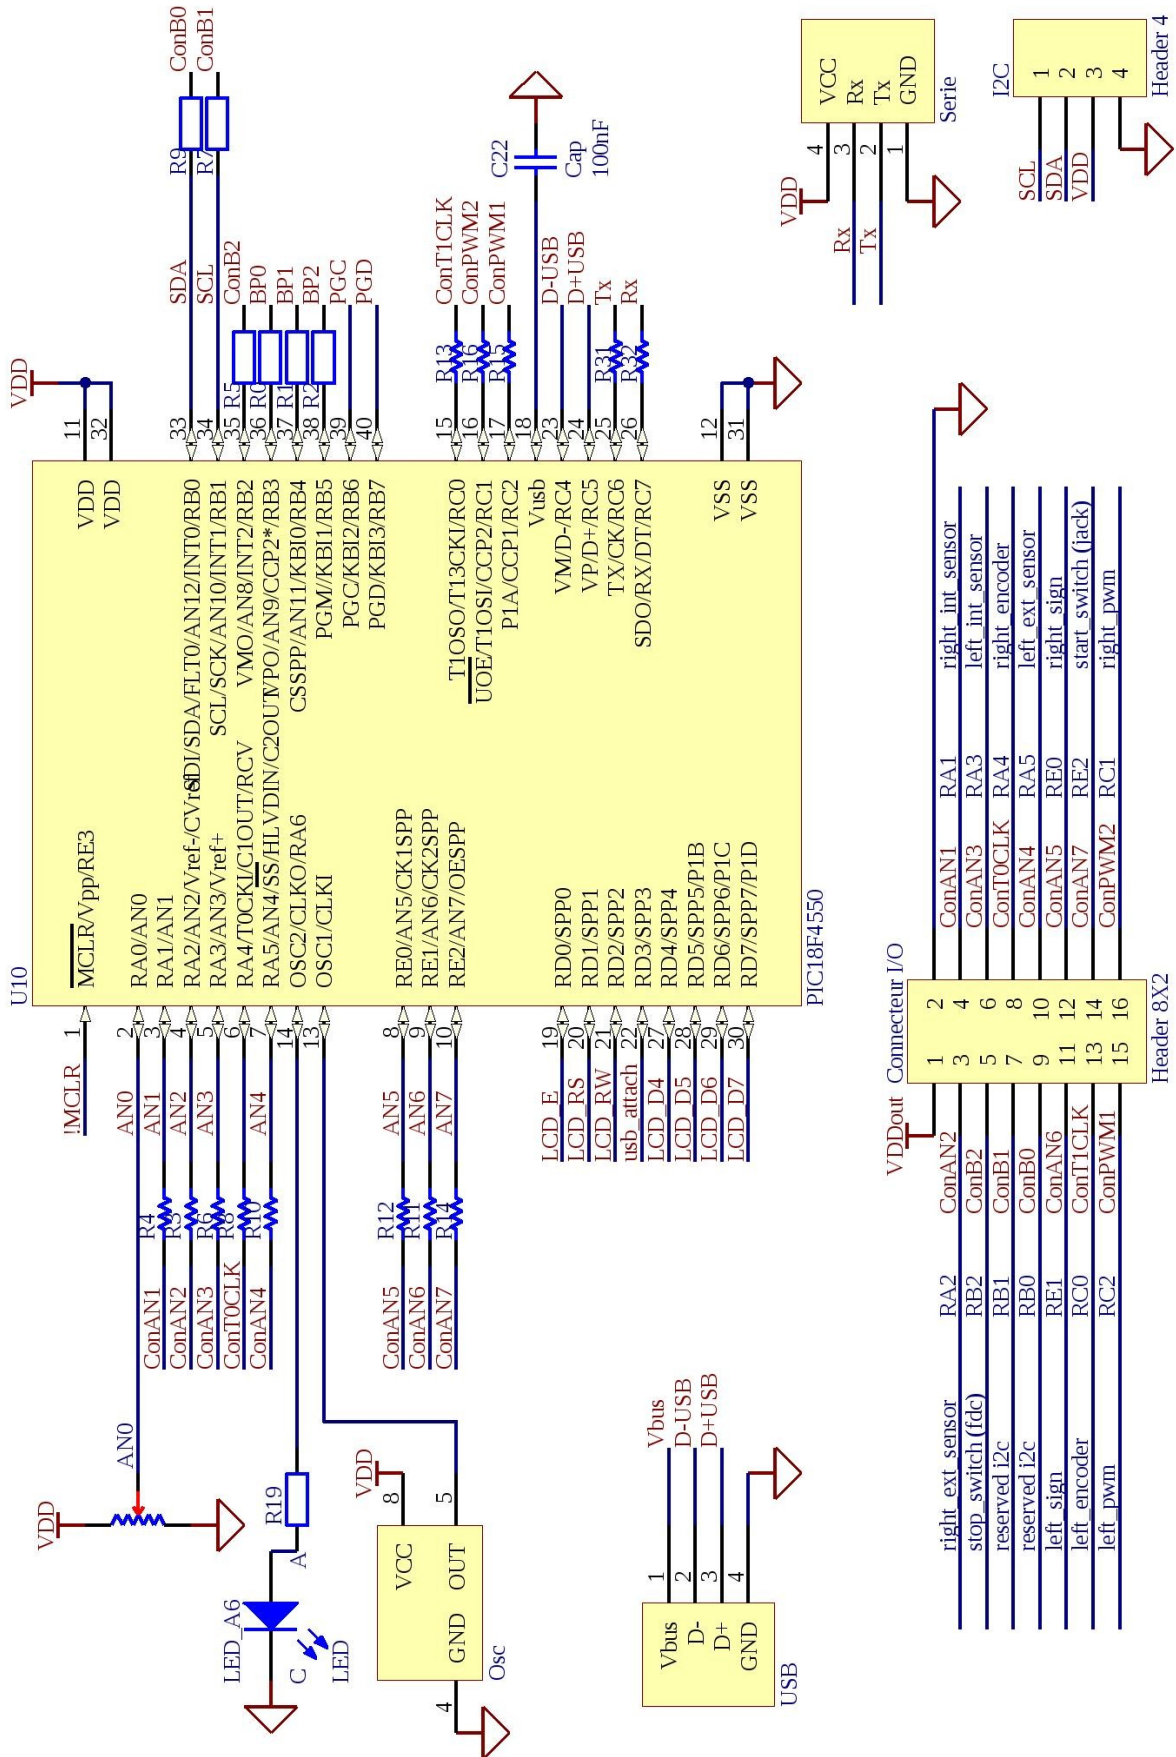 U10
PIC18F4550
!MCLR 1 MCLR/Vpp/RE3
AN0 AN0 2 RA0/AN0
ConAN1 R4 AN1 3 RA1/AN1
ConAN2 R3 AN2 4 RA2/AN2/Vref-/CVref
ConAN3 R6 AN3 5 RA3/AN3/Vref+
ConT0CLK R8 6 RA4/T0CKI/C1OUT/RCV
ConAN4 R10 AN4 7 RA5/AN4/SS/HLVDIN/C2OUT
14 OSC2/CLKO/RA6
13 OSC1/CLKI
ConAN5 R12 AN5 8 RE0/AN5/CK1SPP
ConAN6 R11 AN6 9 RE1/AN6/CK2SPP
ConAN7 R14 AN7 10 RE2/AN7/OESPP
LCD_E 19 RD0/SPP0
LCD_RS 20 RD1/SPP1
LCD_RW 21 RD2/SPP2
usb_attach 22 RD3/SPP3
LCD_D4 27 RD4/SPP4
LCD_D5 28 RD5/SPP5/P1B
LCD_D6 29 RD6/SPP6/P1C
LCD_D7 30 RD7/SPP7/P1D
VDD
VDD 11
VDD 32
SDI/SDA/FLT0/AN12/INT0/RB0 33 SDA R9 ConB0
SCL/SCK/AN10/INT1/RB1 34 SCL R7 ConB1
VMO/AN8/INT2/RB2 35 R5 ConB2
VPO/AN9/CCP2*/RB3 36 R0 BP0
CSSPP/AN11/KBI0/RB4 37 R1 BP1
PGM//KBI1/RB5 38 R2 BP2
PGC/KBI2/RB6 39 PGC
PGD/KBI3/RB7 40 PGD
T1OSO/T13CKI/RC0 15 R13 ConT1CLK
UOE/T1OSI/CCP2/RC1 16 R16 ConPWM2
P1A/CCP1/RC2 17 R15 ConPWM1
Vusb 18 C22
Cap
100nF
VM/D-/RC4 23 D-USB
VP/D+/RC5 24 D+USB
TX/CK/RC6 25 R31 Tx
SDO/RX/DT/RC7 26 R32 Rx
VSS 12
VSS 31
VDD
R19
A
LED_A6
C
LED
VDD
8 VCC
OUT 5
GND 4
Osc
Vbus 1 Vbus
D- 2 D-USB
D+ 3 D+USB
GND 4
USB
VDD
4 VCC
Rx 3 Rx
Tx 2 Tx
1 GND
Serie
I2C
SCL 1
SDA 2
VDD 3
4
Header 4
VDDout Connecteur I/O
1 2
right_ext_sensor RA2 ConAN2 3 4 ConAN1 RA1 right_int_sensor
stop_switch (fdc) RB2 ConB2 5 6 ConAN3 RA3 left_int_sensor
reserved i2c RB1 ConB1 7 8 ConT0CLK RA4 right_encoder
reserved i2c RB0 ConB0 9 10 ConAN4 RA5 left_ext_sensor
left_sign RE1 ConAN6 11 12 ConAN5 RE0 right_sign
left_encoder RC0 ConT1CLK 13 14 ConAN7 RE2 start_switch (jack)
left_pwm RC2 ConPWM1 15 16 ConPWM2 RC1 right_pwm
Header 8X2